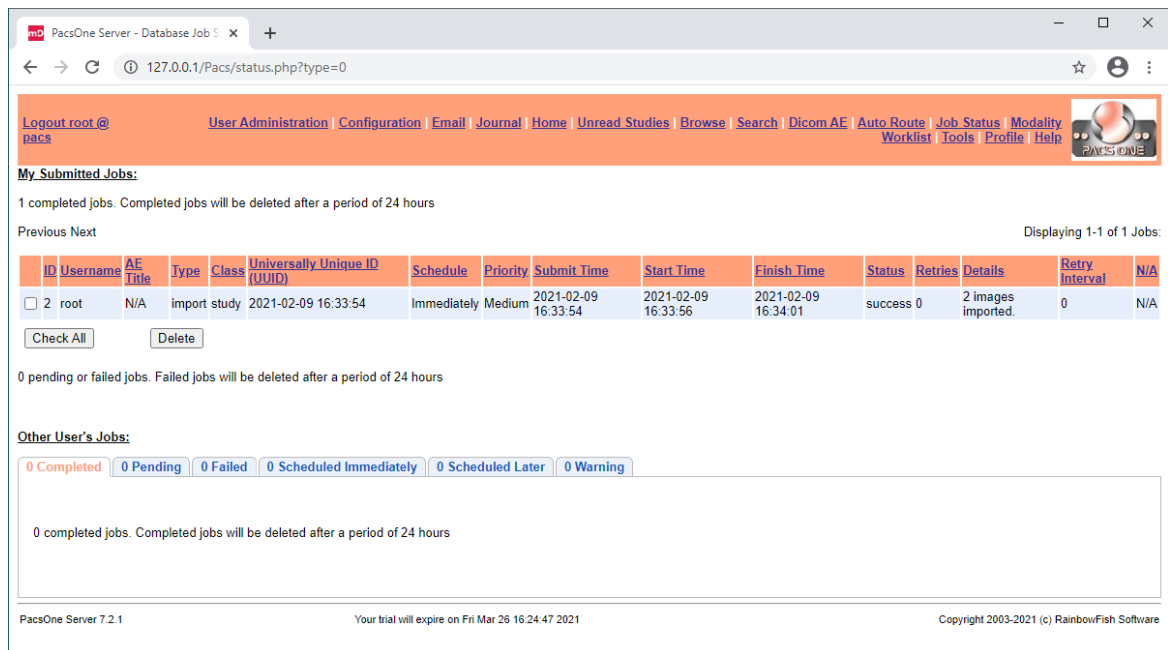 PacsOne Server - Database Job S
127.0.0.1/Pacs/status.php?type=0
Logout root @ pacs
User Administration | Configuration | Email | Journal | Home | Unread Studies | Browse | Search | Dicom AE | Auto Route | Job Status | Modality
Worklist | Tools | Profile | Help
PACS ONE
My Submitted Jobs:
1 completed jobs. Completed jobs will be deleted after a period of 24 hours
Previous Next Displaying 1-1 of 1 Jobs:
ID Username AE Title Type Class Universally Unique ID (UUID) Schedule Priority Submit Time Start Time Finish Time Status Retries Details Retry Interval N/A
2 root N/A import study 2021-02-09 16:33:54 Immediately Medium 2021-02-09 16:33:54 2021-02-09 16:33:56 2021-02-09 16:34:01 success 0 2 images imported. 0 N/A
Check All Delete
0 pending or failed jobs. Failed jobs will be deleted after a period of 24 hours
Other User's Jobs:
0 Completed 0 Pending 0 Failed 0 Scheduled Immediately 0 Scheduled Later 0 Warning
0 completed jobs. Completed jobs will be deleted after a period of 24 hours
PacsOne Server 7.2.1 Your trial will expire on Fri Mar 26 16:24:47 2021 Copyright 2003-2021 (c) RainbowFish Software